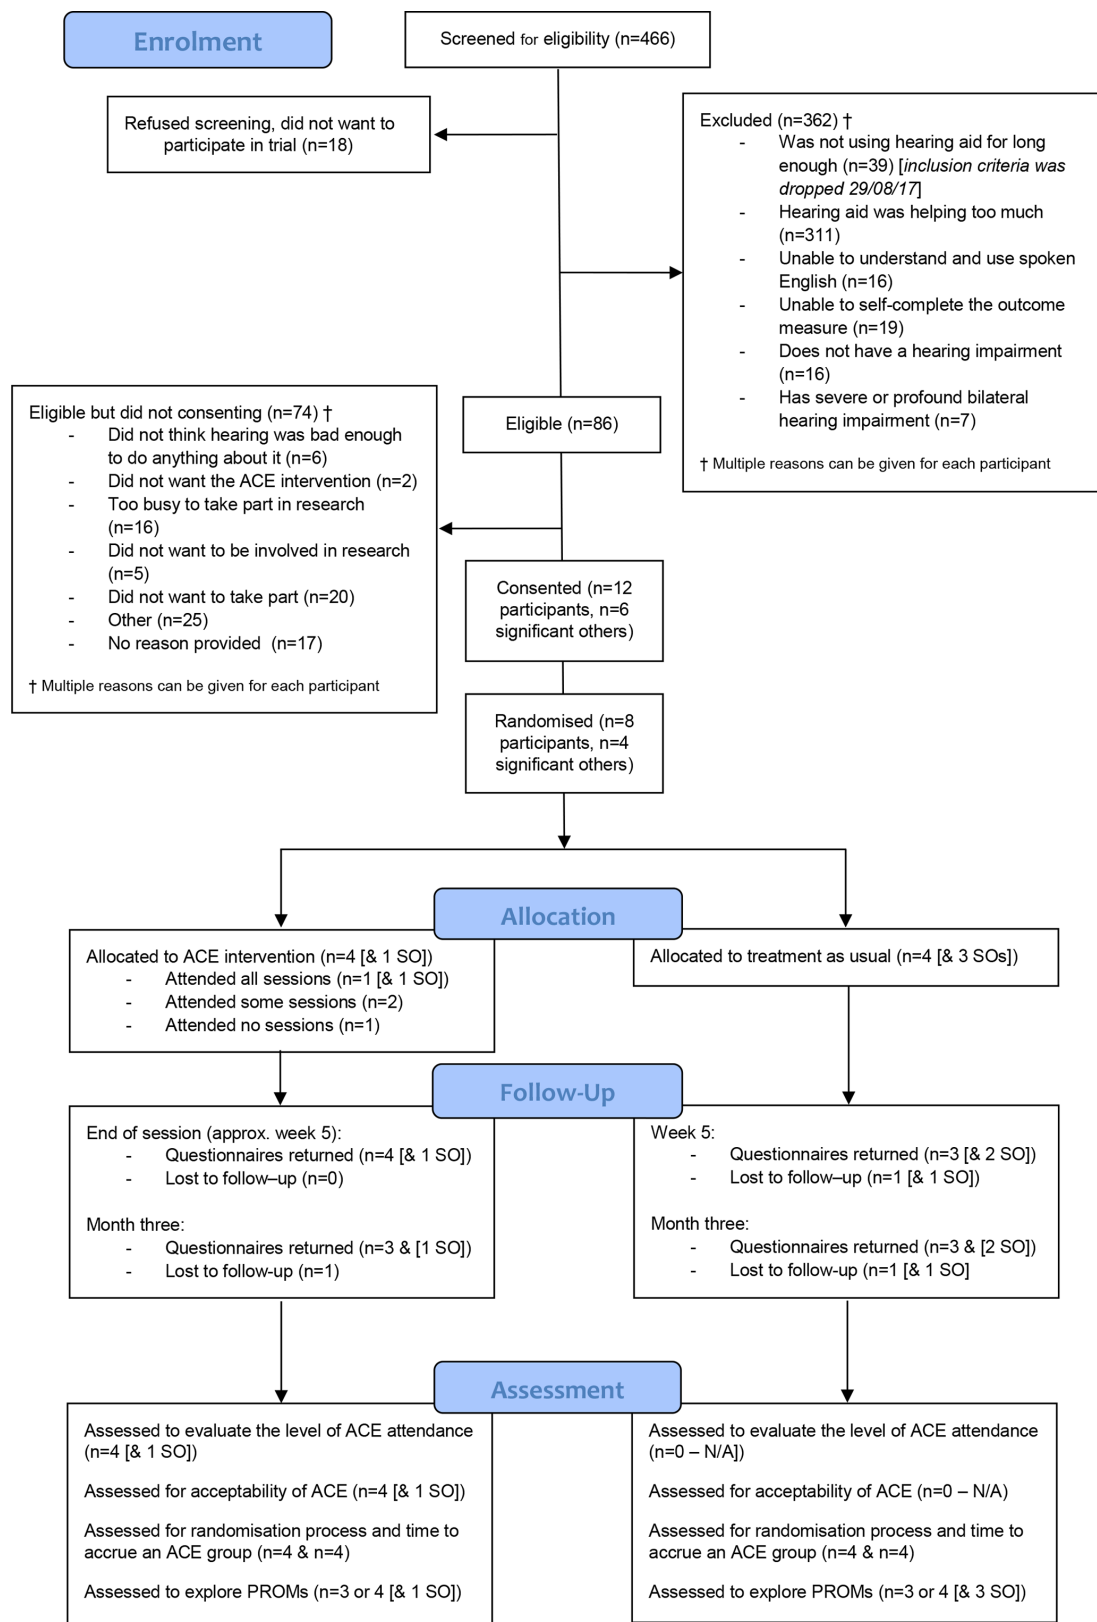 Enrolment
Screened for eligibility (n=466)
Refused screening, did not want to
participate in trial (n=18)
Excluded (n=362) †
- Was not using hearing aid for long
enough (n=39) [inclusion criteria was
dropped 29/08/17]
- Hearing aid was helping too much
(n=311)
- Unable to understand and use spoken
English (n=16)
- Unable to self-complete the outcome
measure (n=19)
- Does not have a hearing impairment
(n=16)
- Has severe or profound bilateral
hearing impairment (n=7)
† Multiple reasons can be given for each participant
Eligible (n=86)
Eligible but did not consenting (n=74) †
- Did not think hearing was bad enough
to do anything about it (n=6)
- Did not want the ACE intervention (n=2)
- Too busy to take part in research
(n=16)
- Did not want to be involved in research
(n=5)
- Did not want to take part (n=20)
- Other (n=25)
- No reason provided (n=17)
† Multiple reasons can be given for each participant
Consented (n=12
participants, n=6
significant others)
Randomised (n=8
participants, n=4
significant others)
Allocation
Allocated to ACE intervention (n=4 [& 1 SO])
- Attended all sessions (n=1 [& 1 SO])
- Attended some sessions (n=2)
- Attended no sessions (n=1)
Allocated to treatment as usual (n=4 [& 3 SOs])
Follow-Up
End of session (approx. week 5):
- Questionnaires returned (n=4 [& 1 SO])
- Lost to follow–up (n=0)
Month three:
- Questionnaires returned (n=3 & [1 SO])
- Lost to follow-up (n=1)
Week 5:
- Questionnaires returned (n=3 [& 2 SO])
- Lost to follow–up (n=1 [& 1 SO])
Month three:
- Questionnaires returned (n=3 & [2 SO])
- Lost to follow-up (n=1 [& 1 SO]
Assessment
Assessed to evaluate the level of ACE attendance
(n=4 [& 1 SO])
Assessed for acceptability of ACE (n=4 [& 1 SO])
Assessed for randomisation process and time to
accrue an ACE group (n=4 & n=4)
Assessed to explore PROMs (n=3 or 4 [& 1 SO])
Assessed to evaluate the level of ACE attendance
(n=0 – N/A])
Assessed for acceptability of ACE (n=0 – N/A)
Assessed for randomisation process and time to
accrue an ACE group (n=4 & n=4)
Assessed to explore PROMs (n=3 or 4 [& 3 SO])